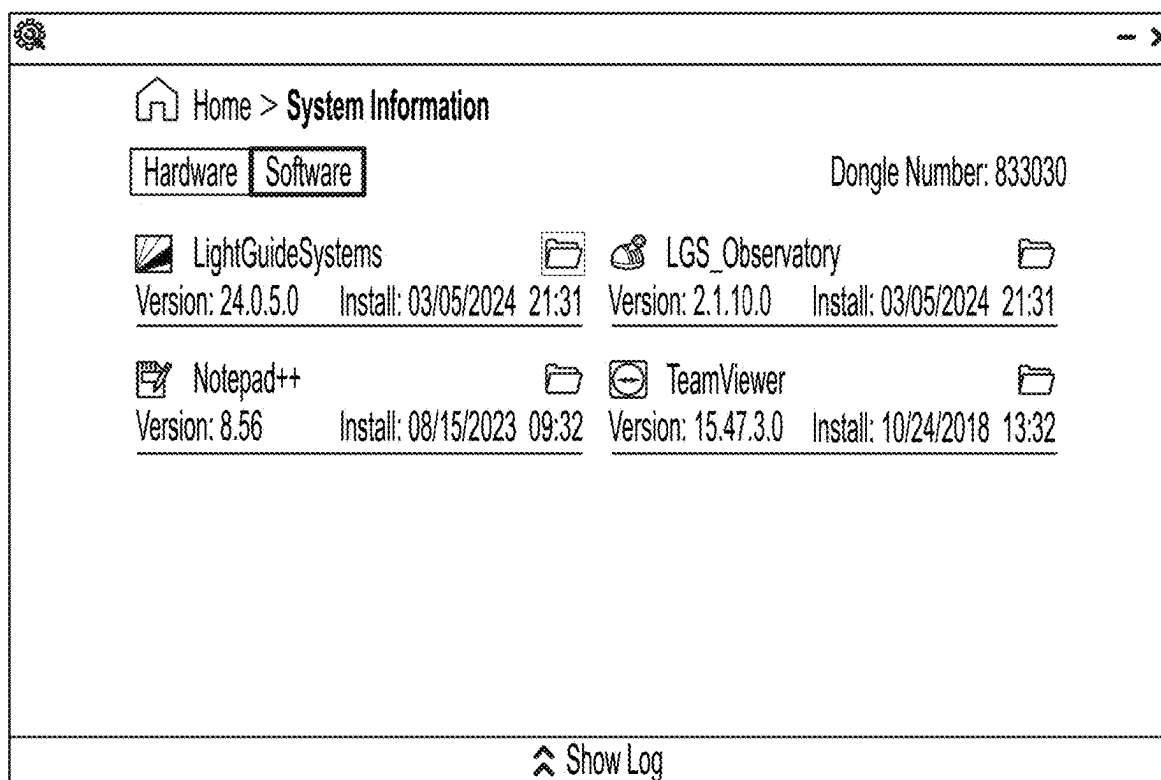 Home > System Information
Hardware Software Dongle Number: 833030
LightGuideSystems LGS_Observatory
Version: 24.0.5.0 Install: 03/05/2024 21:31 Version: 2.1.10.0 Install: 03/05/2024 21:31
Notepad++ TeamViewer
Version: 8.56 Install: 08/15/2023 09:32 Version: 15.47.3.0 Install: 10/24/2018 13:32
Show Log